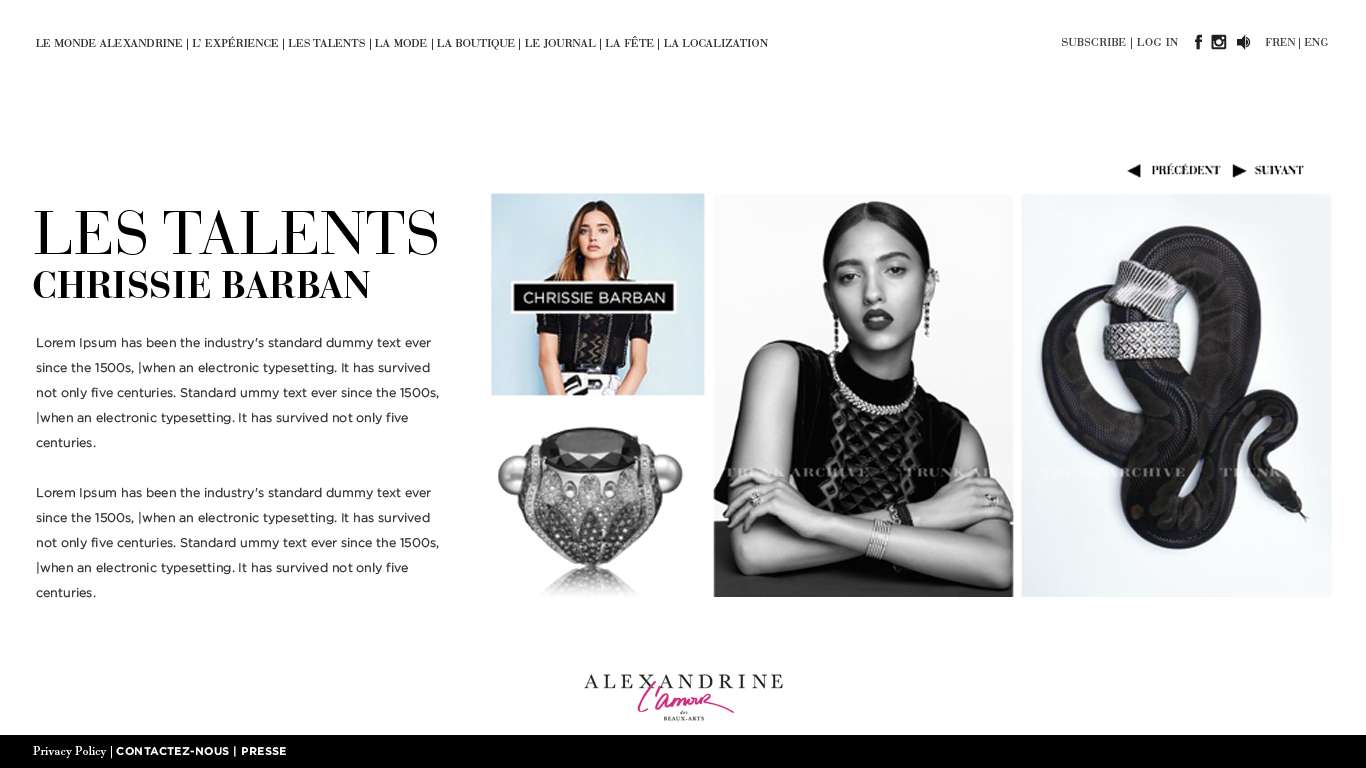 LE MONDE ALEXANDRINE | L' EXPÉRIENCE | LES TALENTS | LA MODE | LA BOUTIQUE | LE JOURNAL | LA FÊTE | LA LOCALIZATION
SUBSCRIBE | LOG IN
FREN | ENG
PRÉCÉDENT
SUIVANT
LES TALENTS
CHRISSIE BARBAN
Lorem Ipsum has been the industry's standard dummy text ever
since the 1500s, |when an electronic typesetting. It has survived
not only five centuries. Standard ummy text ever since the 1500s,
|when an electronic typesetting. It has survived not only five
centuries.
Lorem Ipsum has been the industry's standard dummy text ever
since the 1500s, |when an electronic typesetting. It has survived
not only five centuries. Standard ummy text ever since the 1500s,
|when an electronic typesetting. It has survived not only five
centuries.
CHRISSIE BARBAN
TRUNK ARCHIVE TRUNK AR
TRUNK ARCHIVE TRUNK
ALEXANDRINE
L'amour
des
BEAUX-ARTS
Privacy Policy | CONTACTEZ-NOUS | PRESSE